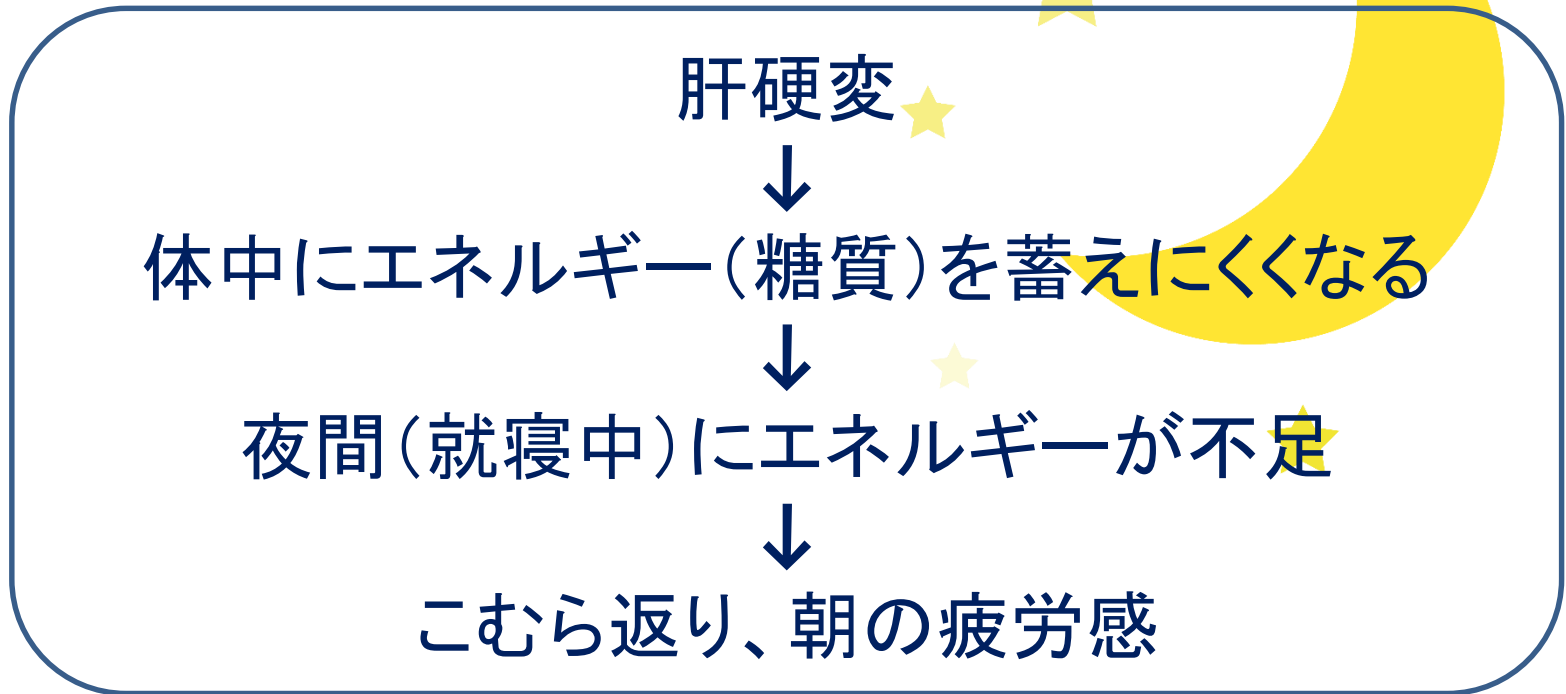 肝硬変
↓
体中にエネルギー（糖質）を蓄えにくくなる
↓
夜間（就寝中）にエネルギーが不足
↓
こむら返り、朝の疲労感